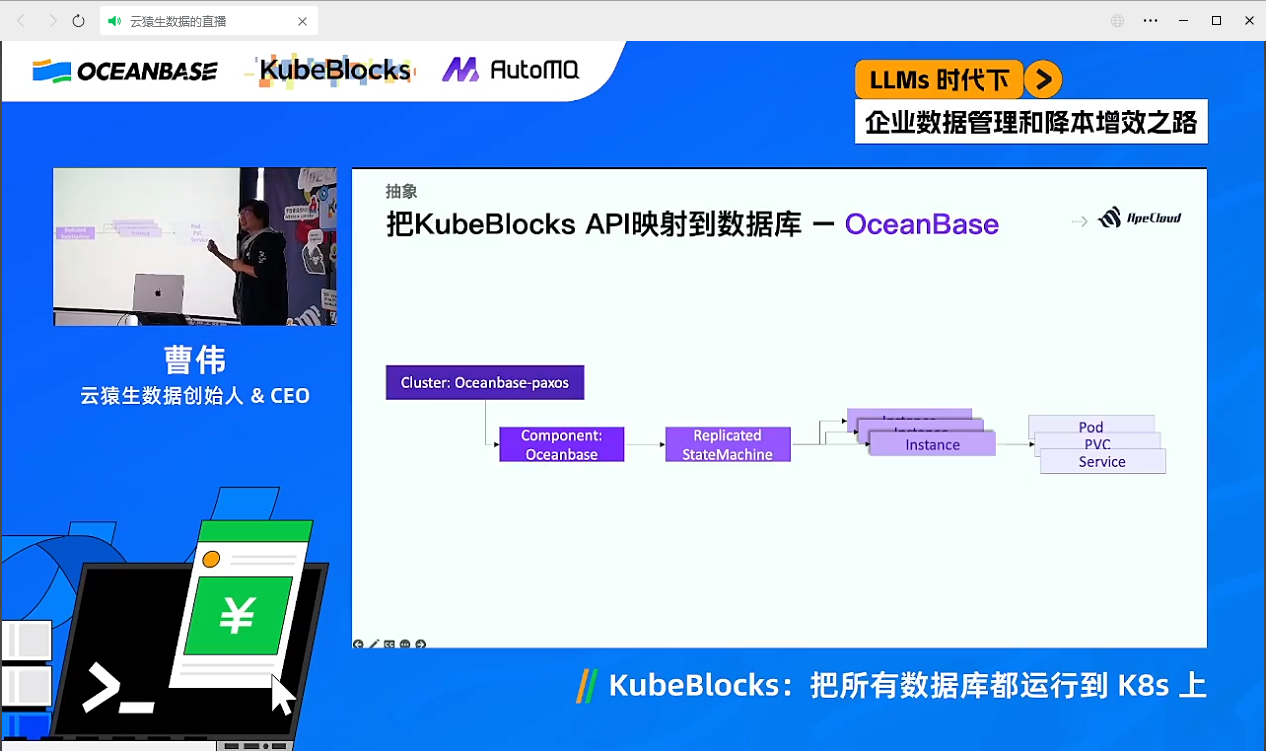 云猿生数据的直播
OCEANBASE
KubeBlocks
AutoMQ
LLMs 时代下
企业数据管理和降本增效之路
抽象
把KubeBlocks API映射到数据库 — OceanBase
ApeCloud
曹伟
云猿生数据创始人 & CEO
Cluster: Oceanbase-paxos
Component:
Oceanbase
Replicated
StateMachine
Instance
Instance
Instance
Pod
PVC
Service
¥
>_
KubeBlocks：把所有数据库都运行到 K8s 上